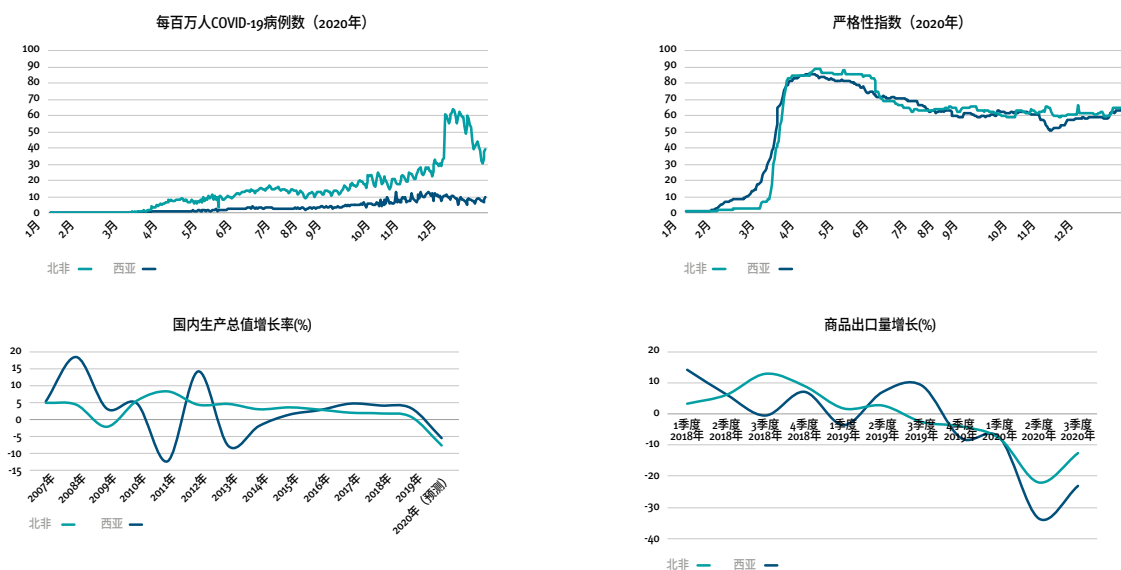 每百万人COVID-19病例数（2020年）
100
90
80
70
60
50
40
30
20
10
0
1月
2月
3月
4月
5月
6月
7月
8月
9月
10月
11月
12月
北非
西亚
严格性指数（2020年）
100
90
80
70
60
50
40
30
20
10
0
1月
2月
3月
4月
5月
6月
7月
8月
9月
10月
11月
12月
北非
西亚
国内生产总值增长率(%)
20
15
10
5
0
-5
-10
-15
2007年
2008年
2009年
2010年
2011年
2012年
2013年
2014年
2015年
2016年
2017年
2018年
2019年
2020年（预测）
北非
西亚
商品出口量增长(%)
20
10
0
-10
-20
-30
-40
1季度
2018年
2季度
2018年
3季度
2018年
4季度
2018年
1季度
2019年
2季度
2019年
3季度
2019年
4季度
2019年
1季度
2020年
2季度
2020年
3季度
2020年
北非
西亚